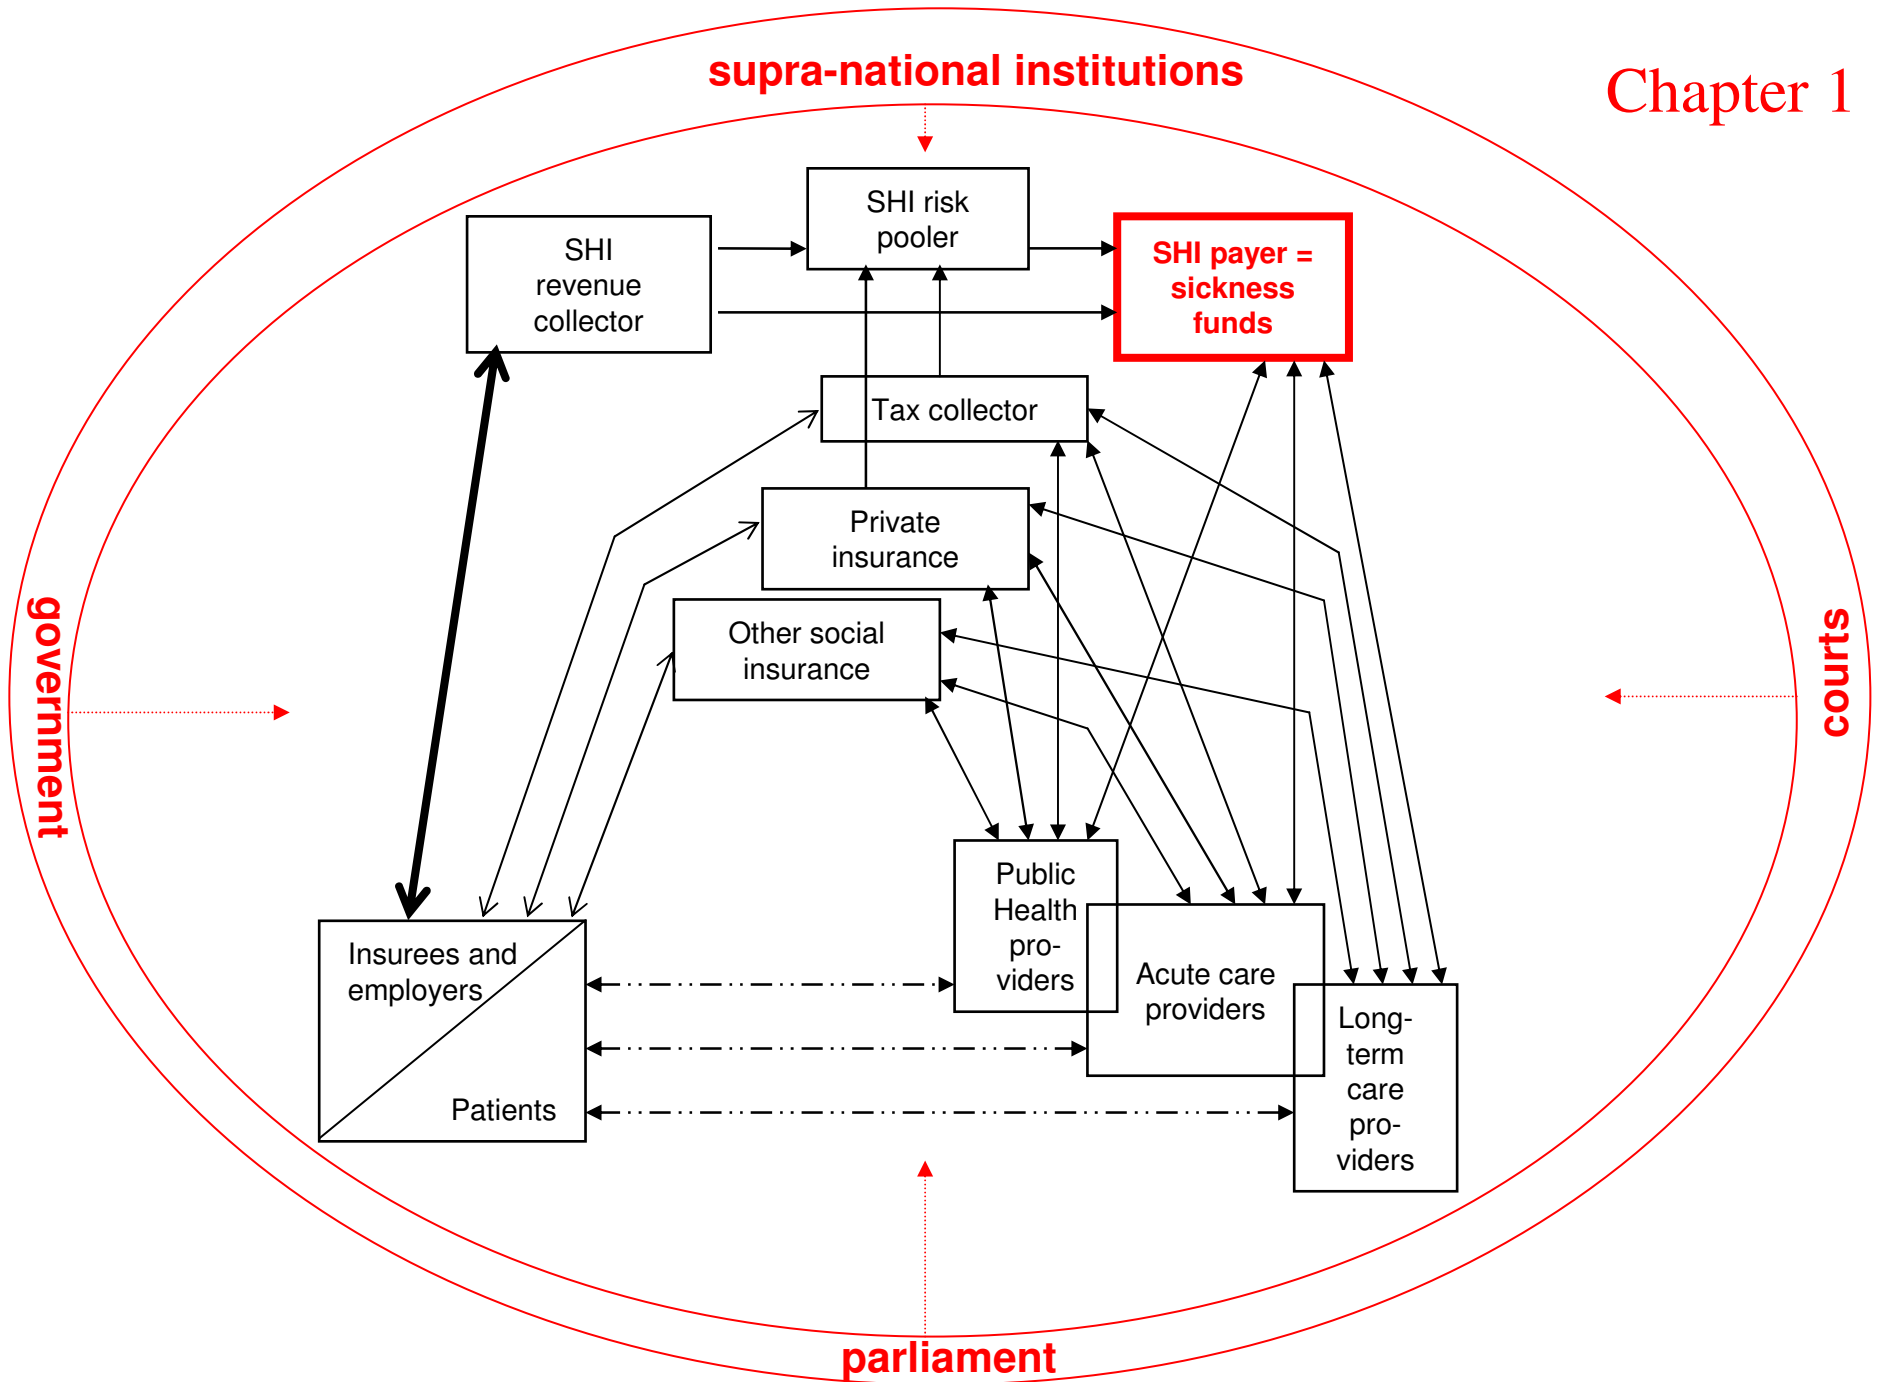 supra-national institutions
Chapter 1
SHI risk
pooler
SHI
revenue
collector
SHI payer =
sickness
funds
Tax collector
Private
insurance
Other social
insurance
government
courts
Public
Health
pro-
viders
Insurees and
employers
Acute care
providers
Long-
term
care
pro-
viders
Patients
parliament